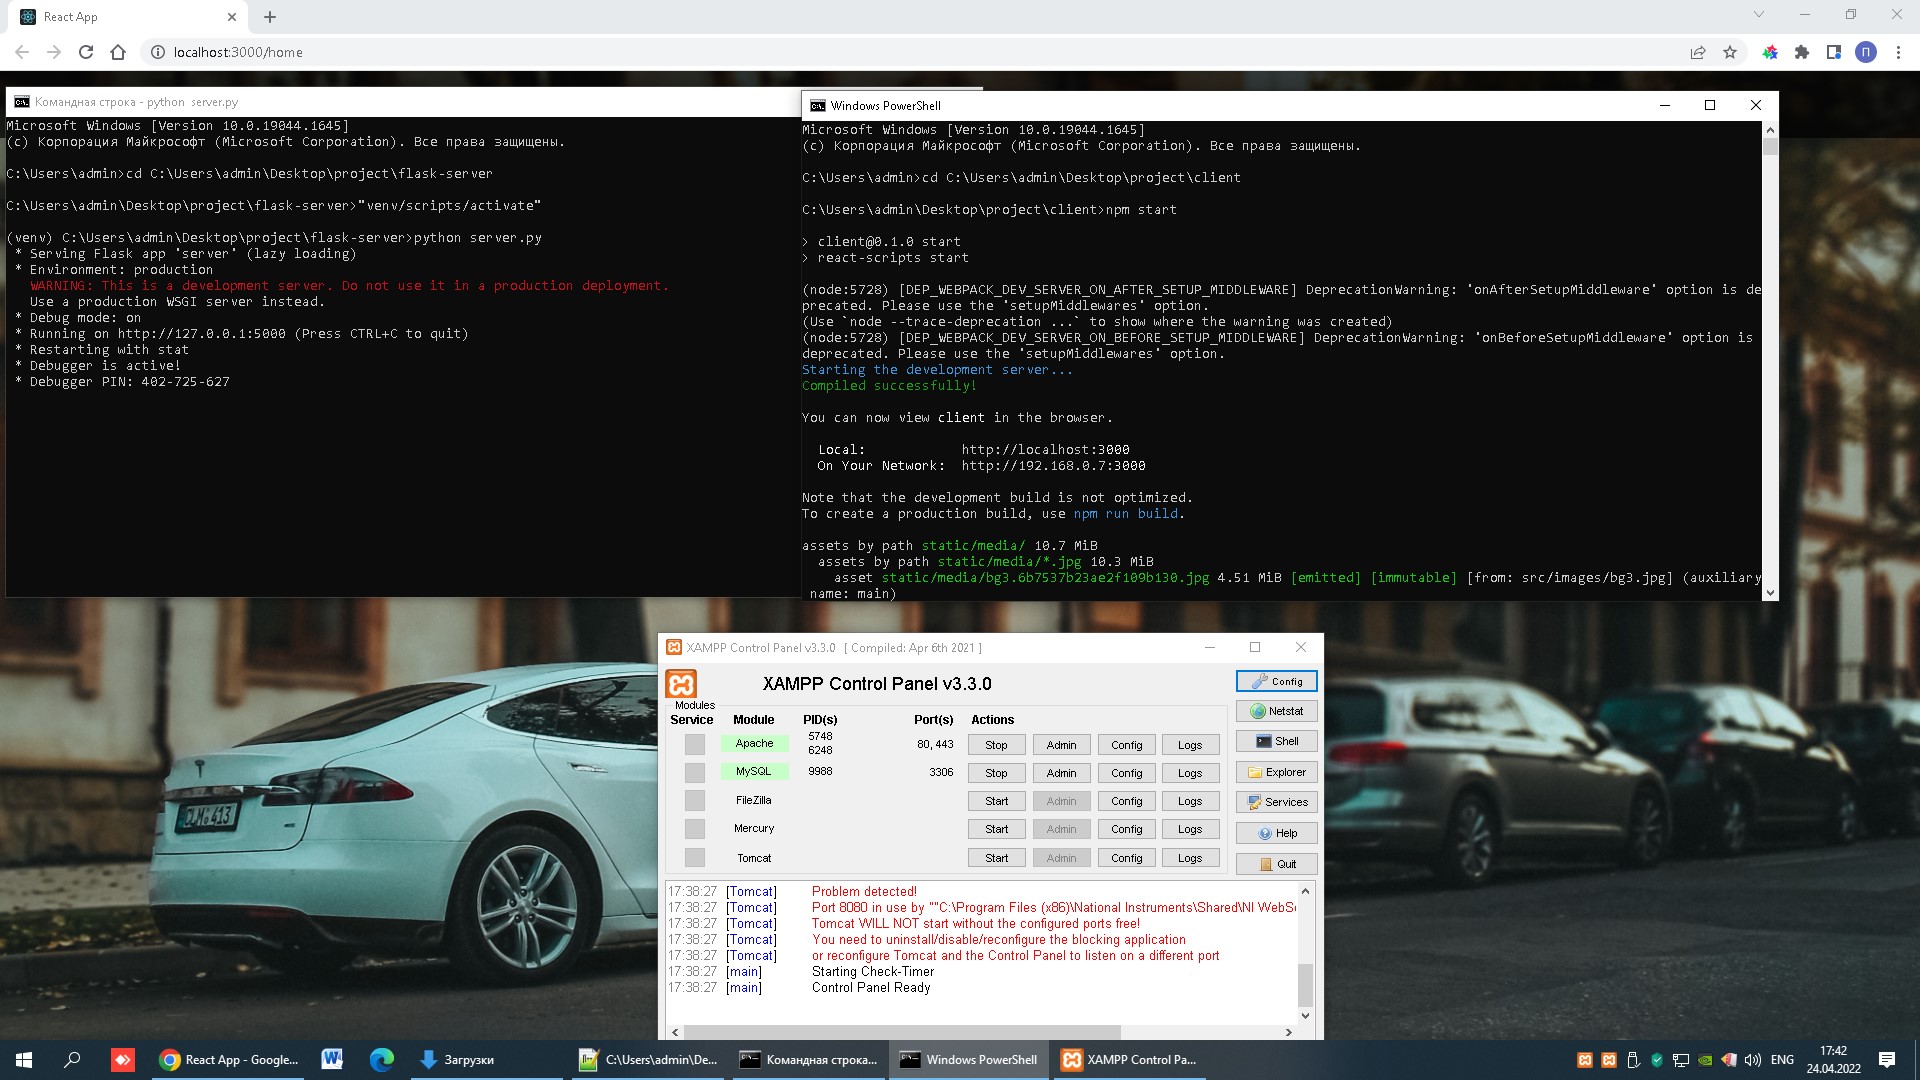 React App
localhost:3000/home
П
Командная строка - python server.py
Microsoft Windows [Version 10.0.19044.1645]
(c) Корпорация Майкрософт (Microsoft Corporation). Все права защищены.
C:\Users\admin>cd C:\Users\admin\Desktop\project\flask-server
C:\Users\admin\Desktop\project\flask-server>"venv/scripts/activate"
(venv) C:\Users\admin\Desktop\project\flask-server>python server.py
* Serving Flask app 'server' (lazy loading)
* Environment: production
WARNING: This is a development server. Do not use it in a production deployment.
Use a production WSGI server instead.
* Debug mode: on
* Running on http://127.0.0.1:5000 (Press CTRL+C to quit)
* Restarting with stat
* Debugger is active!
* Debugger PIN: 402-725-627
Windows PowerShell
Microsoft Windows [Version 10.0.19044.1645]
(c) Корпорация Майкрософт (Microsoft Corporation). Все права защищены.
C:\Users\admin>cd C:\Users\admin\Desktop\project\client
C:\Users\admin\Desktop\project\client>npm start
> client@0.1.0 start
> react-scripts start
(node:5728) [DEP_WEBPACK_DEV_SERVER_ON_AFTER_SETUP_MIDDLEWARE] DeprecationWarning: 'onAfterSetupMiddleware' option is de
precated. Please use the 'setupMiddlewares' option.
(Use `node --trace-deprecation ...` to show where the warning was created)
(node:5728) [DEP_WEBPACK_DEV_SERVER_ON_BEFORE_SETUP_MIDDLEWARE] DeprecationWarning: 'onBeforeSetupMiddleware' option is
deprecated. Please use the 'setupMiddlewares' option.
Starting the development server...
Compiled successfully!
You can now view client in the browser.
Local: http://localhost:3000
On Your Network: http://192.168.0.7:3000
Note that the development build is not optimized.
To create a production build, use npm run build.
assets by path static/media/ 10.7 MiB
assets by path static/media/*.jpg 10.3 MiB
asset static/media/bg3.6b7537b23ae2f109b130.jpg 4.51 MiB [emitted] [immutable] [from: src/images/bg3.jpg] (auxiliary
name: main)
XAMPP Control Panel v3.3.0 [ Compiled: Apr 6th 2021 ]
XAMPP Control Panel v3.3.0
Config
Modules
Service Module PID(s) Port(s) Actions
Netstat
Apache 5748 6248 80, 443 Stop Admin Config Logs
Shell
MySQL 9988 3306 Stop Admin Config Logs
Explorer
FileZilla Start Admin Config Logs
Services
Mercury Start Admin Config Logs
Help
Tomcat Start Admin Config Logs
Quit
17:38:27 [Tomcat] Problem detected!
17:38:27 [Tomcat] Port 8080 in use by ""C:\Program Files (x86)\National Instruments\Shared\NI WebSe
17:38:27 [Tomcat] Tomcat WILL NOT start without the configured ports free!
17:38:27 [Tomcat] You need to uninstall/disable/reconfigure the blocking application
17:38:27 [Tomcat] or reconfigure Tomcat and the Control Panel to listen on a different port
17:38:27 [main] Starting Check-Timer
17:38:27 [main] Control Panel Ready
React App - Google...
Загрузки
C:\Users\admin\De...
Командная строка...
Windows PowerShell
XAMPP Control Pa...
ENG
17:42
24.04.2022